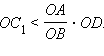 OC₁ < OA/OB · OD.